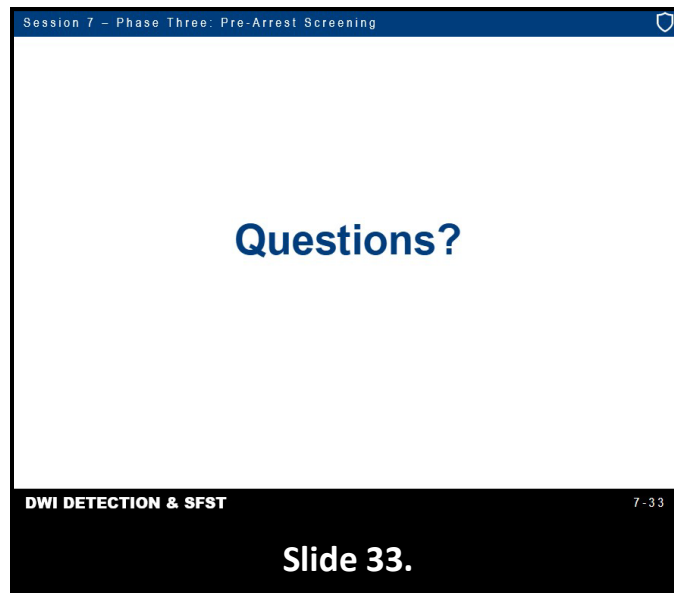 Session 7 – Phase Three: Pre-Arrest Screening
Questions?
DWI DETECTION & SFST
7-33
Slide 33.